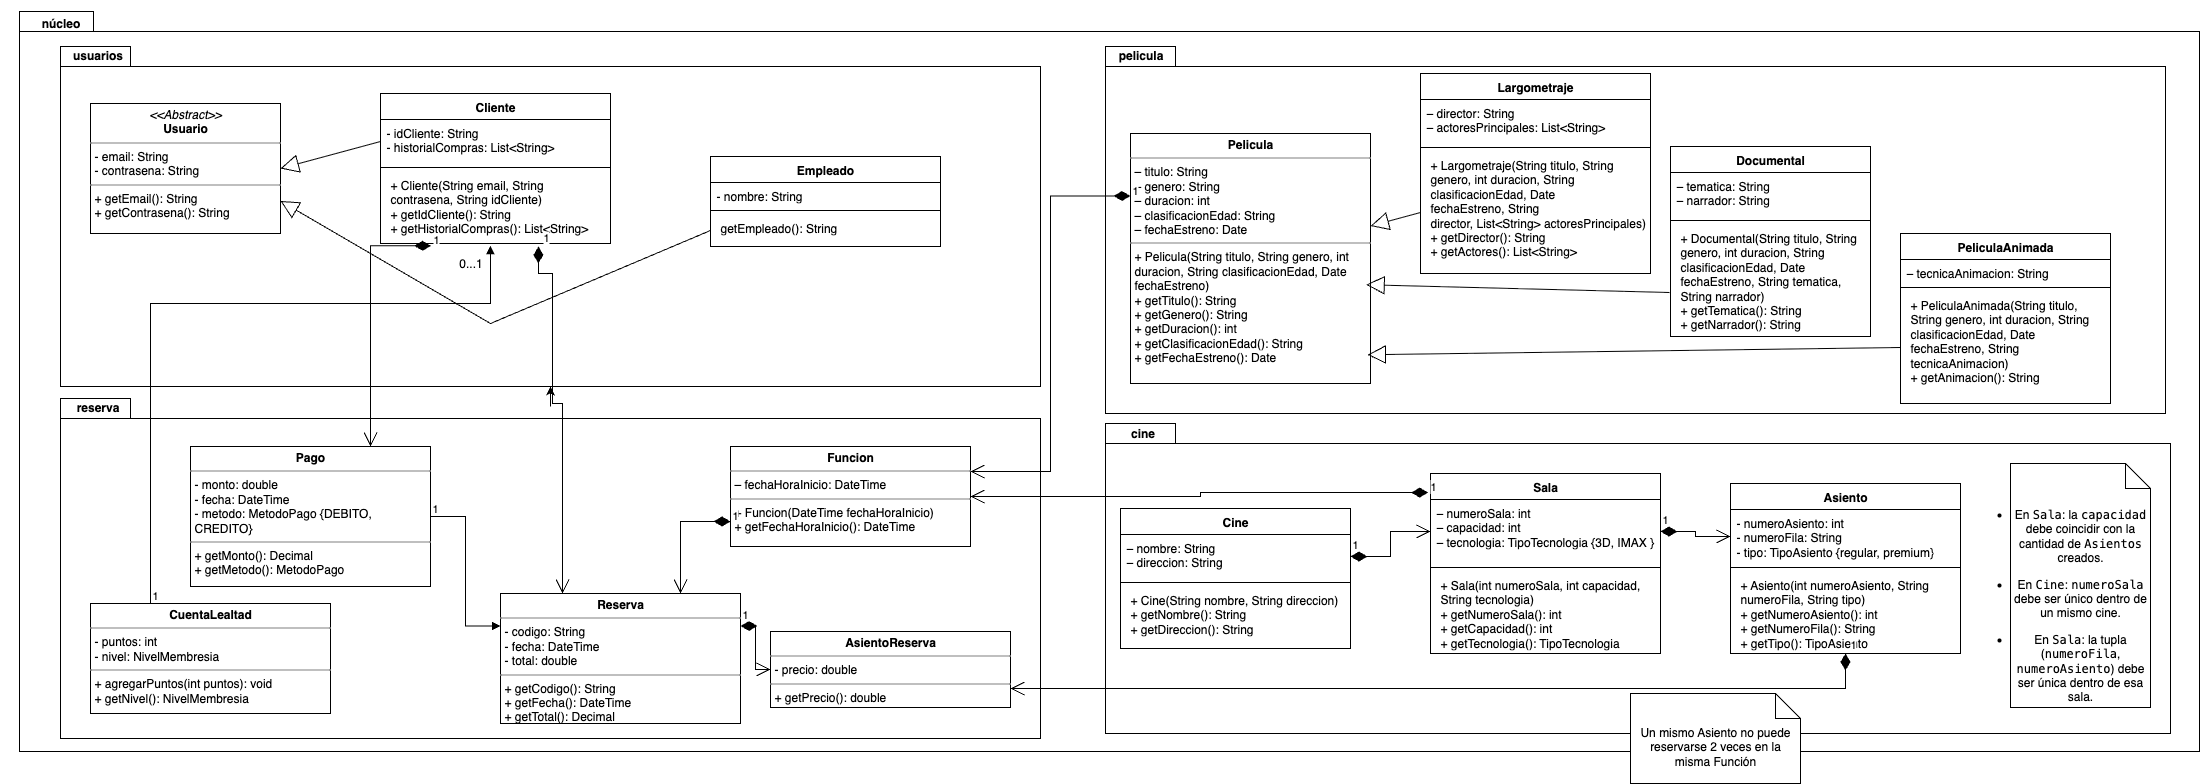 núcleo
usuarios
<<Abstract>>
Usuario
- email: String
- contrasena: String
+ getEmail(): String
+ getContrasena(): String
Cliente
- idCliente: String
- historialCompras: List<String>
+ Cliente(String email, String
contrasena, String idCliente)
+ getIdCliente(): String
+ getHistorialCompras(): List<String>
1
1
0...1
Empleado
- nombre: String
getEmpleado(): String
pelicula
Pelicula
– titulo: String
- genero: String
– duracion: int
– clasificacionEdad: String
– fechaEstreno: Date
1
+ Pelicula(String titulo, String genero, int
duracion, String clasificacionEdad, Date
fechaEstreno)
+ getTitulo(): String
+ getGenero(): String
+ getDuracion(): int
+ getClasificacionEdad(): String
+ getFechaEstreno(): Date
Largometraje
– director: String
– actoresPrincipales: List<String>
+ Largometraje(String titulo, String
genero, int duracion, String
clasificacionEdad, Date
fechaEstreno, String
director, List<String> actoresPrincipales)
+ getDirector(): String
+ getActores(): List<String>
Documental
– tematica: String
– narrador: String
+ Documental(String titulo, String
genero, int duracion, String
clasificacionEdad, Date
fechaEstreno, String tematica,
String narrador)
+ getTematica(): String
+ getNarrador(): String
PeliculaAnimada
– tecnicaAnimacion: String
+ PeliculaAnimada(String titulo,
String genero, int duracion, String
clasificacionEdad, Date
fechaEstreno, String
tecnicaAnimacion)
+ getAnimacion(): String
reserva
Pago
- monto: double
- fecha: DateTime
- metodo: MetodoPago {DEBITO,
CREDITO}
+ getMonto(): Decimal
+ getMetodo(): MetodoPago
1
CuentaLealtad
- puntos: int
- nivel: NivelMembresia
+ agregarPuntos(int puntos): void
+ getNivel(): NivelMembresia
1
Funcion
– fechaHoraInicio: DateTime
+ Funcion(DateTime fechaHoraInicio)
+ getFechaHoraInicio(): DateTime
1
Reserva
- codigo: String
- fecha: DateTime
- total: double
+ getCodigo(): String
+ getFecha(): DateTime
+ getTotal(): Decimal
1
AsientoReserva
- precio: double
+ getPrecio(): double
cine
Cine
– nombre: String
– direccion: String
+ Cine(String nombre, String direccion)
+ getNombre(): String
+ getDireccion(): String
1
Sala
– numeroSala: int
– capacidad: int
– tecnologia: TipoTecnologia {3D, IMAX }
+ Sala(int numeroSala, int capacidad,
String tecnologia)
+ getNumeroSala(): int
+ getCapacidad(): int
+ getTecnologia(): TipoTecnologia
1
1
Asiento
- numeroAsiento: int
- numeroFila: String
- tipo: TipoAsiento {regular, premium}
+ Asiento(int numeroAsiento, String
numeroFila, String tipo)
+ getNumeroAsiento(): int
+ getNumeroFila(): String
+ getTipo(): TipoAsiento
1
• En Sala: la capacidad
debe coincidir con la
cantidad de Asientos
creados.
• En Cine: numeroSala
debe ser único dentro de
un mismo cine.
• En Sala: la tupla
(numeroFila,
numeroAsiento) debe
ser única dentro de esa
sala.
Un mismo Asiento no puede
reservarse 2 veces en la
misma Función